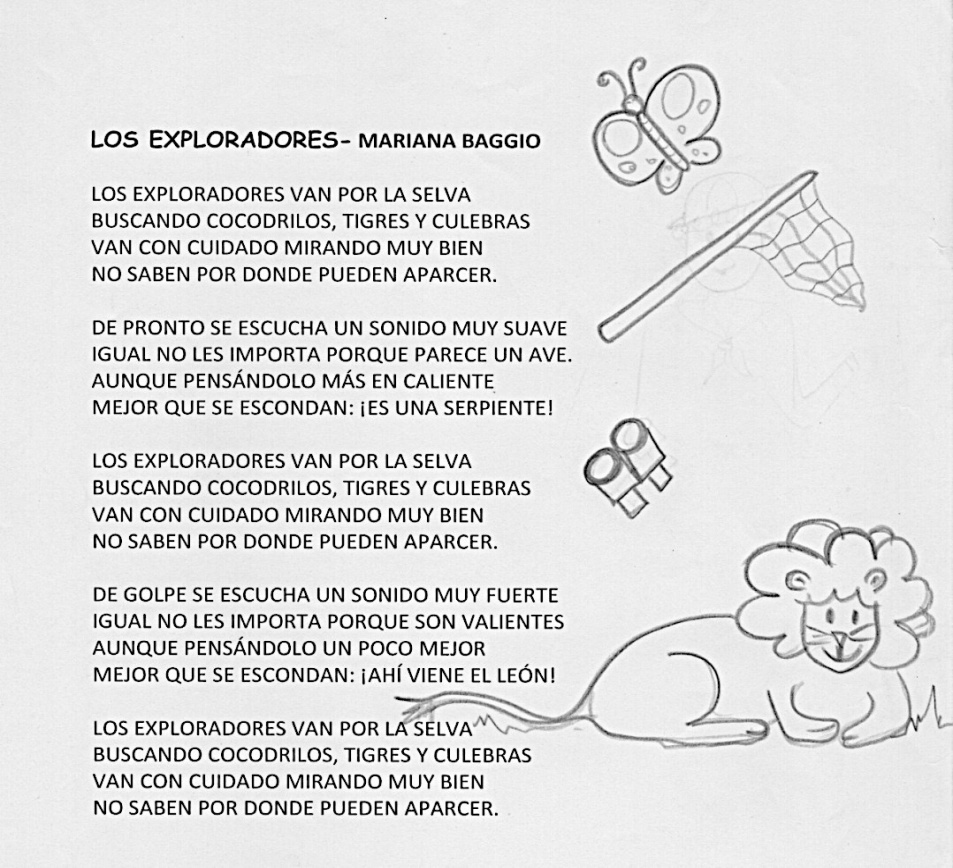 LOS EXPLORADORES- MARIANA BAGGIO
LOS EXPLORADORES VAN POR LA SELVA
BUSCANDO COCODRILOS, TIGRES Y CULEBRAS
VAN CON CUIDADO MIRANDO MUY BIEN
NO SABEN POR DONDE PUEDEN APARCER.
DE PRONTO SE ESCUCHA UN SONIDO MUY SUAVE
IGUAL NO LES IMPORTA PORQUE PARECE UN AVE.
AUNQUE PENSÁNDOLO MÁS EN CALIENTE
MEJOR QUE SE ESCONDAN: ¡ES UNA SERPIENTE!
LOS EXPLORADORES VAN POR LA SELVA
BUSCANDO COCODRILOS, TIGRES Y CULEBRAS
VAN CON CUIDADO MIRANDO MUY BIEN
NO SABEN POR DONDE PUEDEN APARCER.
DE GOLPE SE ESCUCHA UN SONIDO MUY FUERTE
IGUAL NO LES IMPORTA PORQUE SON VALIENTES
AUNQUE PENSÁNDOLO UN POCO MEJOR
MEJOR QUE SE ESCONDAN: ¡AHÍ VIENE EL LEÓN!
LOS EXPLORADORES VAN POR LA SELVA
BUSCANDO COCODRILOS, TIGRES Y CULEBRAS
VAN CON CUIDADO MIRANDO MUY BIEN
NO SABEN POR DONDE PUEDEN APARCER.